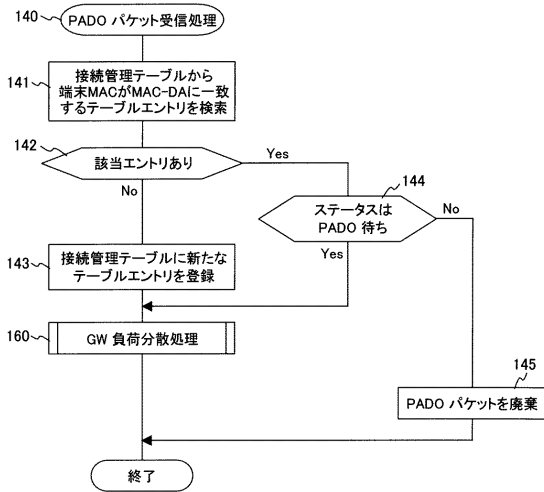 140
PADO パケット受信処理
141
接続管理テーブルから
端末MACがMAC-DAに一致
するテーブルエントリを検索
142
該当エントリあり
Yes
No
144
ステータスは
PADO 待ち
No
Yes
143
接続管理テーブルに新たな
テーブルエントリを登録
160
GW 負荷分散処理
145
PADO パケットを廃棄
終了